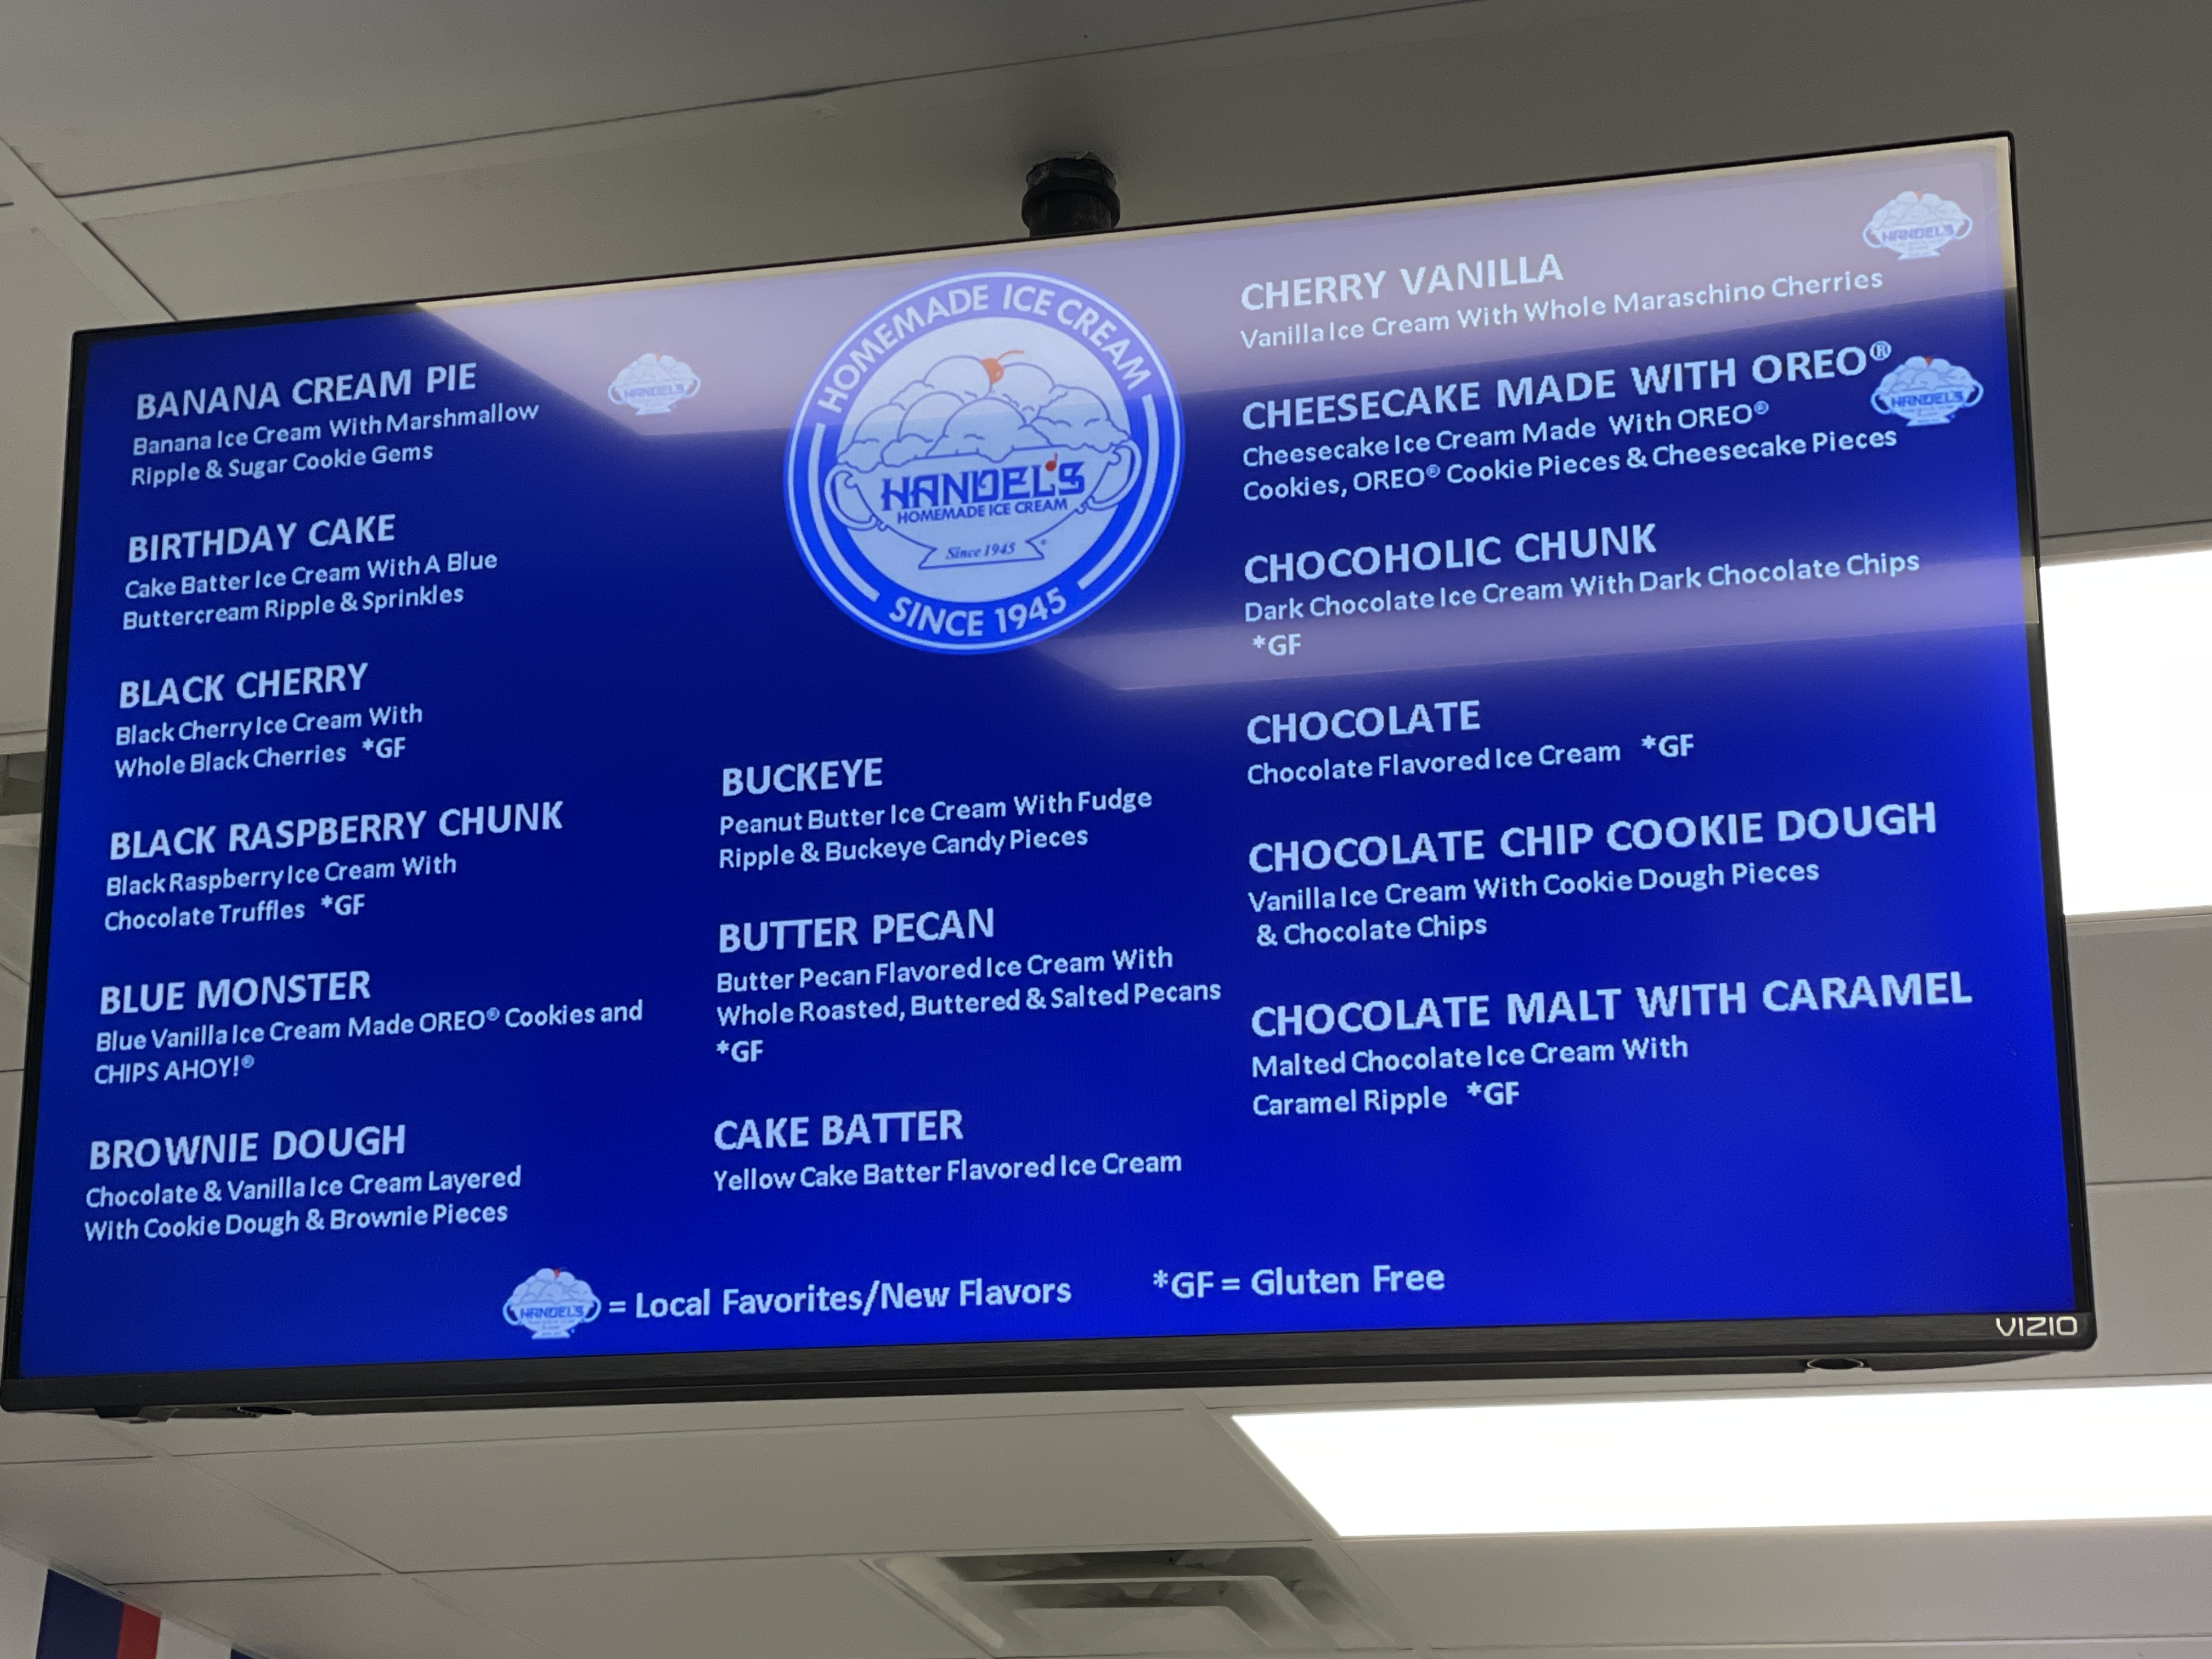 BANANA CREAM PIE
Banana Ice Cream With Marshmallow
Ripple & Sugar Cookie Gems
BIRTHDAY CAKE
Cake Batter Ice Cream With A Blue
Buttercream Ripple & Sprinkles
BLACK CHERRY
Black Cherry Ice Cream With
Whole Black Cherries *GF
BLACK RASPBERRY CHUNK
Black Raspberry Ice Cream With
Chocolate Truffles *GF
BLUE MONSTER
Blue Vanilla Ice Cream Made OREO® Cookies and
CHIPS AHOY!®
BROWNIE DOUGH
Chocolate & Vanilla Ice Cream Layered
With Cookie Dough & Brownie Pieces
HANDEL'S
HOMEMADE ICE CREAM
HANDEL'S
HOMEMADE ICE CREAM
Since 1945
SINCE 1945
BUCKEYE
Peanut Butter Ice Cream With Fudge
Ripple & Buckeye Candy Pieces
BUTTER PECAN
Butter Pecan Flavored Ice Cream With
Whole Roasted, Buttered & Salted Pecans
*GF
CAKE BATTER
Yellow Cake Batter Flavored Ice Cream
HANDEL'S
CHERRY VANILLA
Vanilla Ice Cream With Whole Maraschino Cherries
CHEESECAKE MADE WITH OREO®
HANDEL'S
Cheesecake Ice Cream Made With OREO®
Cookies, OREO® Cookie Pieces & Cheesecake Pieces
CHOCOHOLIC CHUNK
Dark Chocolate Ice Cream With Dark Chocolate Chips
*GF
CHOCOLATE
Chocolate Flavored Ice Cream *GF
CHOCOLATE CHIP COOKIE DOUGH
Vanilla Ice Cream With Cookie Dough Pieces
& Chocolate Chips
CHOCOLATE MALT WITH CARAMEL
Malted Chocolate Ice Cream With
Caramel Ripple *GF
HANDEL'S = Local Favorites/New Flavors *GF = Gluten Free
VIZIO